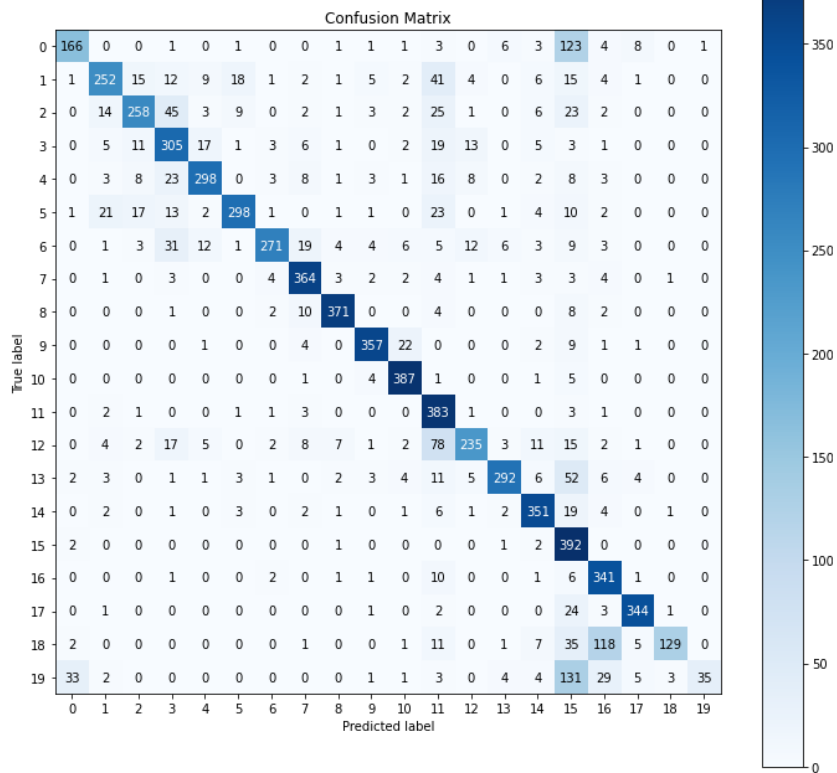 Confusion Matrix
0 166 0 0 1 0 1 0 0 1 1 1 3 0 6 3 123 4 8 0 1
1 1 252 15 12 9 18 1 2 1 5 2 41 4 0 6 15 4 1 0 0
2 0 14 258 45 3 9 0 2 1 3 2 25 1 0 6 23 2 0 0 0
3 0 5 11 305 17 1 3 6 1 0 2 19 13 0 5 3 1 0 0 0
4 0 3 8 23 298 0 3 8 1 3 1 16 8 0 2 8 3 0 0 0
5 1 21 17 13 2 298 1 0 1 1 0 23 0 1 4 10 2 0 0 0
6 0 1 3 31 12 1 271 19 4 4 6 5 12 6 3 9 3 0 0 0
7 0 1 0 3 0 0 4 364 3 2 2 4 1 1 3 3 4 0 1 0
8 0 0 0 1 0 0 2 10 371 0 0 4 0 0 0 8 2 0 0 0
9 0 0 0 0 1 0 0 4 0 357 22 0 0 0 2 9 1 1 0 0
10 0 0 0 0 0 0 0 1 0 4 387 1 0 0 1 5 0 0 0 0
11 0 2 1 0 0 1 1 3 0 0 0 383 1 0 0 3 1 0 0 0
12 0 4 2 17 5 0 2 8 7 1 2 78 235 3 11 15 2 1 0 0
13 2 3 0 1 1 3 1 0 2 3 4 11 5 292 6 52 6 4 0 0
14 0 2 0 1 0 3 0 2 1 0 1 6 1 2 351 19 4 0 1 0
15 2 0 0 0 0 0 0 0 1 0 0 0 0 1 2 392 0 0 0 0
16 0 0 0 1 0 0 2 0 1 1 0 10 0 0 1 6 341 1 0 0
17 0 1 0 0 0 0 0 0 0 1 0 2 0 0 0 24 3 344 1 0
18 2 0 0 0 0 0 0 1 0 0 1 11 0 1 7 35 118 5 129 0
19 33 2 0 0 0 0 0 0 0 1 1 3 0 4 4 131 29 5 3 35
0 1 2 3 4 5 6 7 8 9 10 11 12 13 14 15 16 17 18 19
Predicted label
True label
350
300
250
200
150
100
50
0